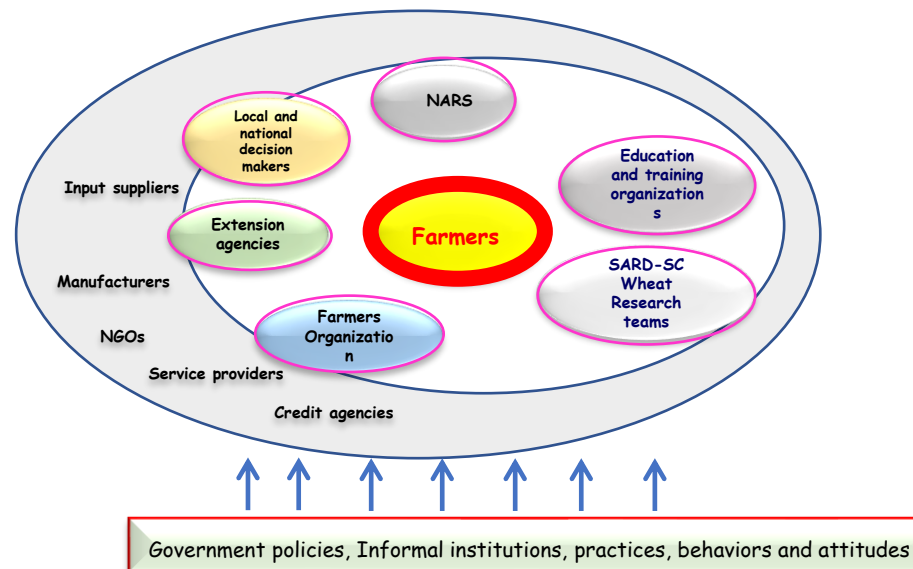 NARS
Local and
national
decision
makers
Education
and training
organization
s
Input suppliers
Extension
agencies
Farmers
SARD-SC
Wheat
Research
teams
Manufacturers
Farmers
Organizatio
n
NGOs
Service providers
Credit agencies
Government policies, Informal institutions, practices, behaviors and attitudes